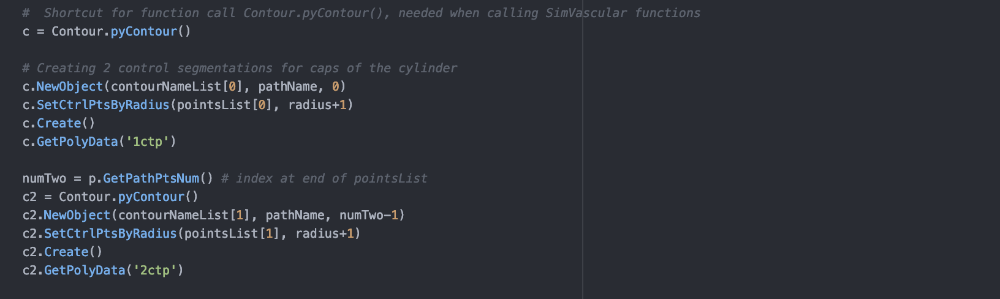 #  Shortcut for function call Contour.pyContour(), needed when calling SimVascular functions
c = Contour.pyContour()
# Creating 2 control segmentations for caps of the cylinder
c.NewObject(contourNameList[0], pathName, 0)
c.SetCtrlPtsByRadius(pointsList[0], radius+1)
c.Create()
c.GetPolyData('1ctp')
numTwo = p.GetPathPtsNum() # index at end of pointsList
c2 = Contour.pyContour()
c2.NewObject(contourNameList[1], pathName, numTwo-1)
c2.SetCtrlPtsByRadius(pointsList[1], radius+1)
c2.Create()
c2.GetPolyData('2ctp')